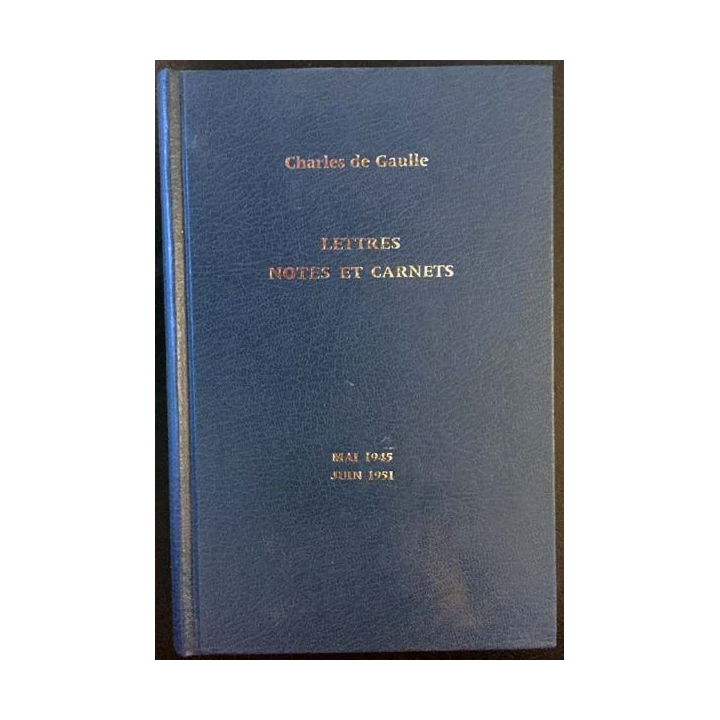 Charles de Gaulle
LETTRES
NOTES ET CARNETS
MAI 1945
JUIN 1951